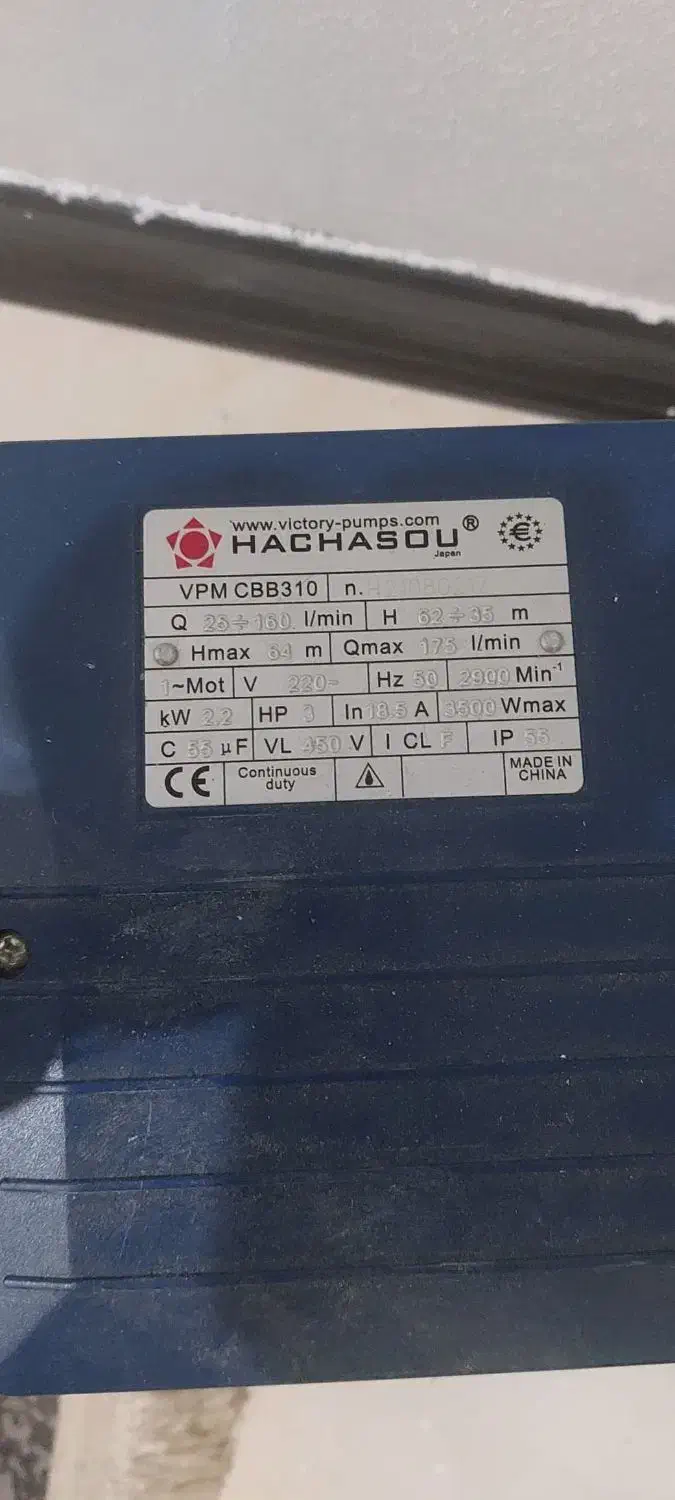 www.victory-pumps.com
HACHASOU®
Japan
VPM CBB310 n.
Q 25÷160 l/min H 62÷35 m
Hmax 64 m Qmax 175 l/min
1~Mot V 220~ Hz 50 2900 Min-1
kW 2.2 HP 3 In 18.5 A 3500 Wmax
C 55 µF VL 450 V I CL F IP 55
CE Continuous duty MADE IN CHINA